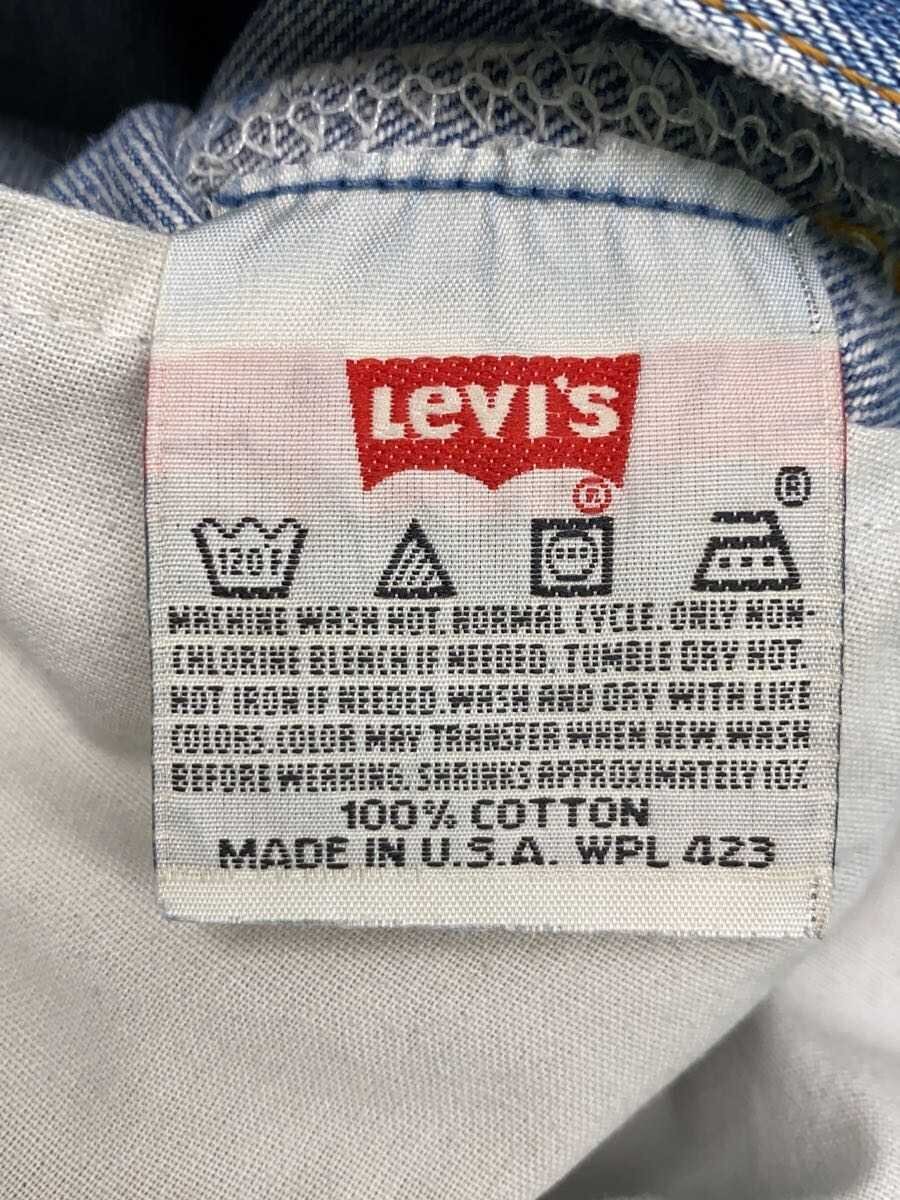 LEVI'S
®
®
120°F
MACHINE WASH HOT. NORMAL CYCLE. ONLY NON-
CHLORINE BLEACH IF NEEDED. TUMBLE DRY HOT.
HOT IRON IF NEEDED. WASH AND DRY WITH LIKE
COLORS. COLOR MAY TRANSFER WHEN NEW. WASH
BEFORE WEARING. SHRINKS APPROXIMATELY 10%
100% COTTON
MADE IN U.S.A. WPL 423